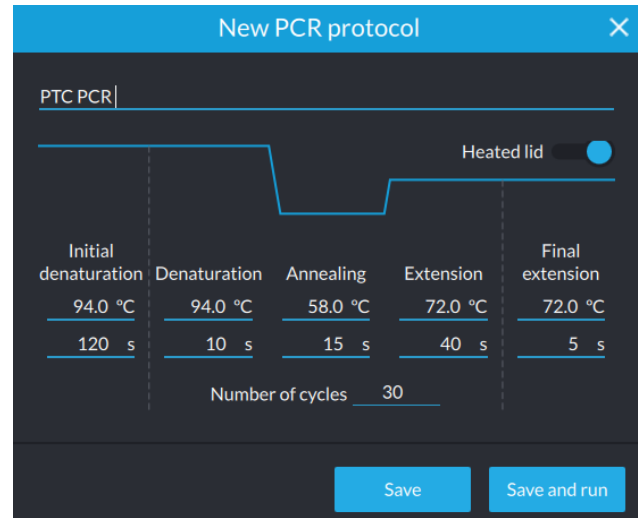 New PCR protocol
PTC PCR
Heated lid
Initial denaturation
Denaturation
Annealing
Extension
Final extension
94.0 °C
94.0 °C
58.0 °C
72.0 °C
72.0 °C
120 s
10 s
15 s
40 s
5 s
Number of cycles 30
Save
Save and run